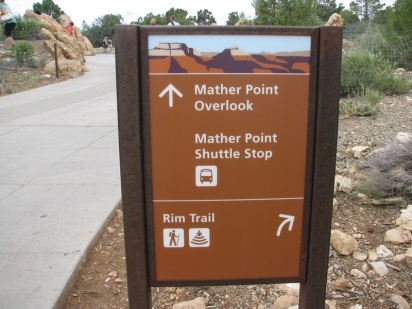 Mather Point
Overlook
Mather Point
Shuttle Stop
Rim Trail